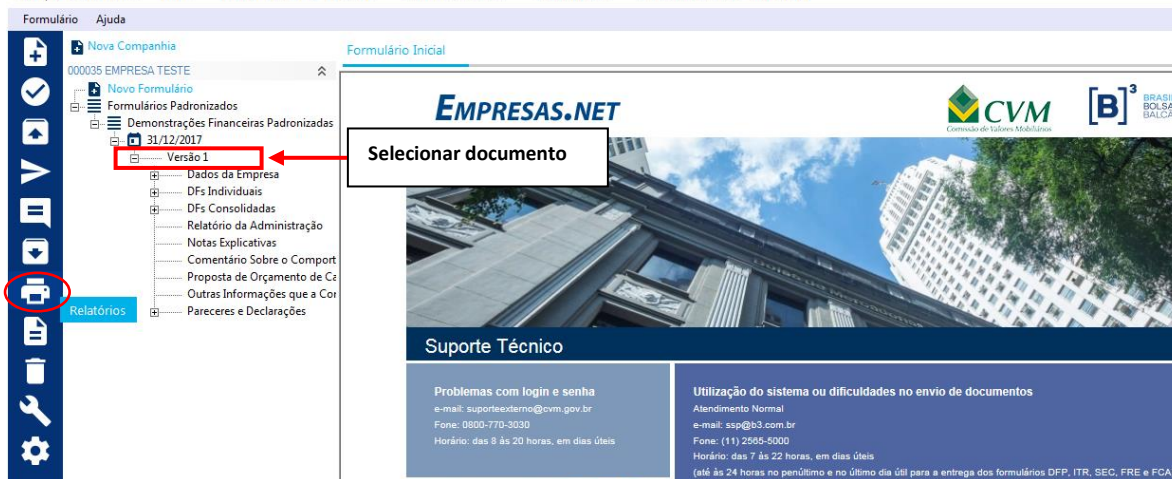 Formulário Ajuda
Nova Companhia
Formulário Inicial
000035 EMPRESA TESTE
Novo Formulário
Formulários Padronizados
Demonstrações Financeiras Padronizadas
31/12/2017
Versão 1
Dados da Empresa
DFs Individuais
DFs Consolidadas
Relatório da Administração
Notas Explicativas
Comentário Sobre o Comport
Proposta de Orçamento de Ca
Outras Informações que a Cor
Pareceres e Declarações
Relatórios
Selecionar documento
EMPRESAS.NET
CVM
Comissão de Valores Mobiliários
[B]³
BRASI
BOLSA
BALCÃ
Suporte Técnico
Problemas com login e senha
e-mail: suporteexterno@cvm.gov.br
Fone: 0800-770-3030
Horário: das 8 às 20 horas, em dias úteis
Utilização do sistema ou dificuldades no envio de documentos
Atendimento Normal
e-mail: ssp@b3.com.br
Fone: (11) 2565-5000
Horário: das 7 às 22 horas, em dias úteis
(até às 24 horas no penúltimo e no último dia útil para a entrega dos formulários DFP, ITR, SEC, FRE e FCA